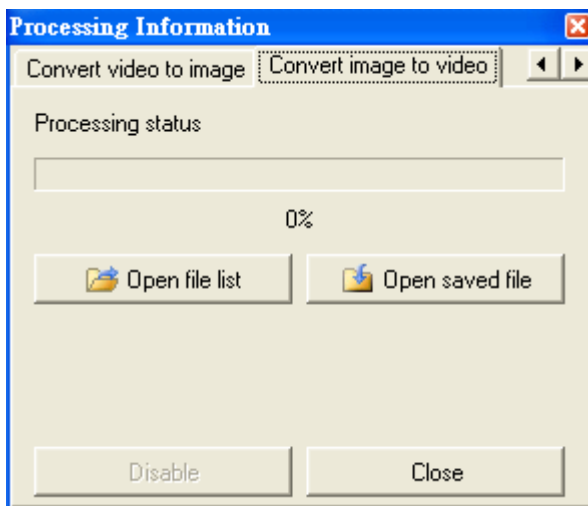 Processing Information
Convert video to image Convert image to video
Processing status
0%
Open file list Open saved file
Disable Close